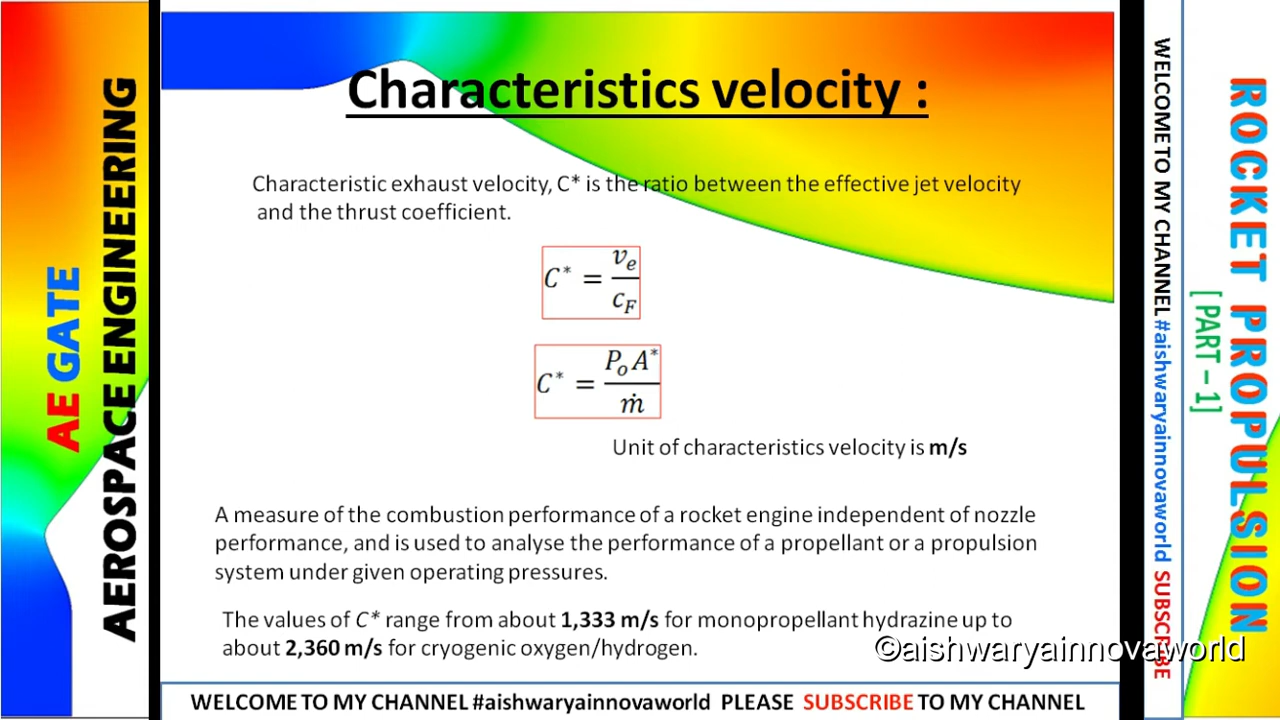 AE GATE
AEROSPACE ENGINEERING
Characteristics velocity :
Characteristic exhaust velocity, C* is the ratio between the effective jet velocity
and the thrust coefficient.
C* = vₑ / c_F
C* = Pₒ A* / ṁ
Unit of characteristics velocity is m/s
A measure of the combustion performance of a rocket engine independent of nozzle
performance, and is used to analyse the performance of a propellant or a propulsion
system under given operating pressures.
The values of C* range from about 1,333 m/s for monopropellant hydrazine up to
about 2,360 m/s for cryogenic oxygen/hydrogen.
©aishwaryainnovaworld
WELCOME TO MY CHANNEL #aishwaryainnovaworld PLEASE SUBSCRIBE TO MY CHANNEL
WELCOME TO MY CHANNEL #aishwaryainnovaworld SUBSCRIBE
ROCKET PROPULSION
[ PART – 1]